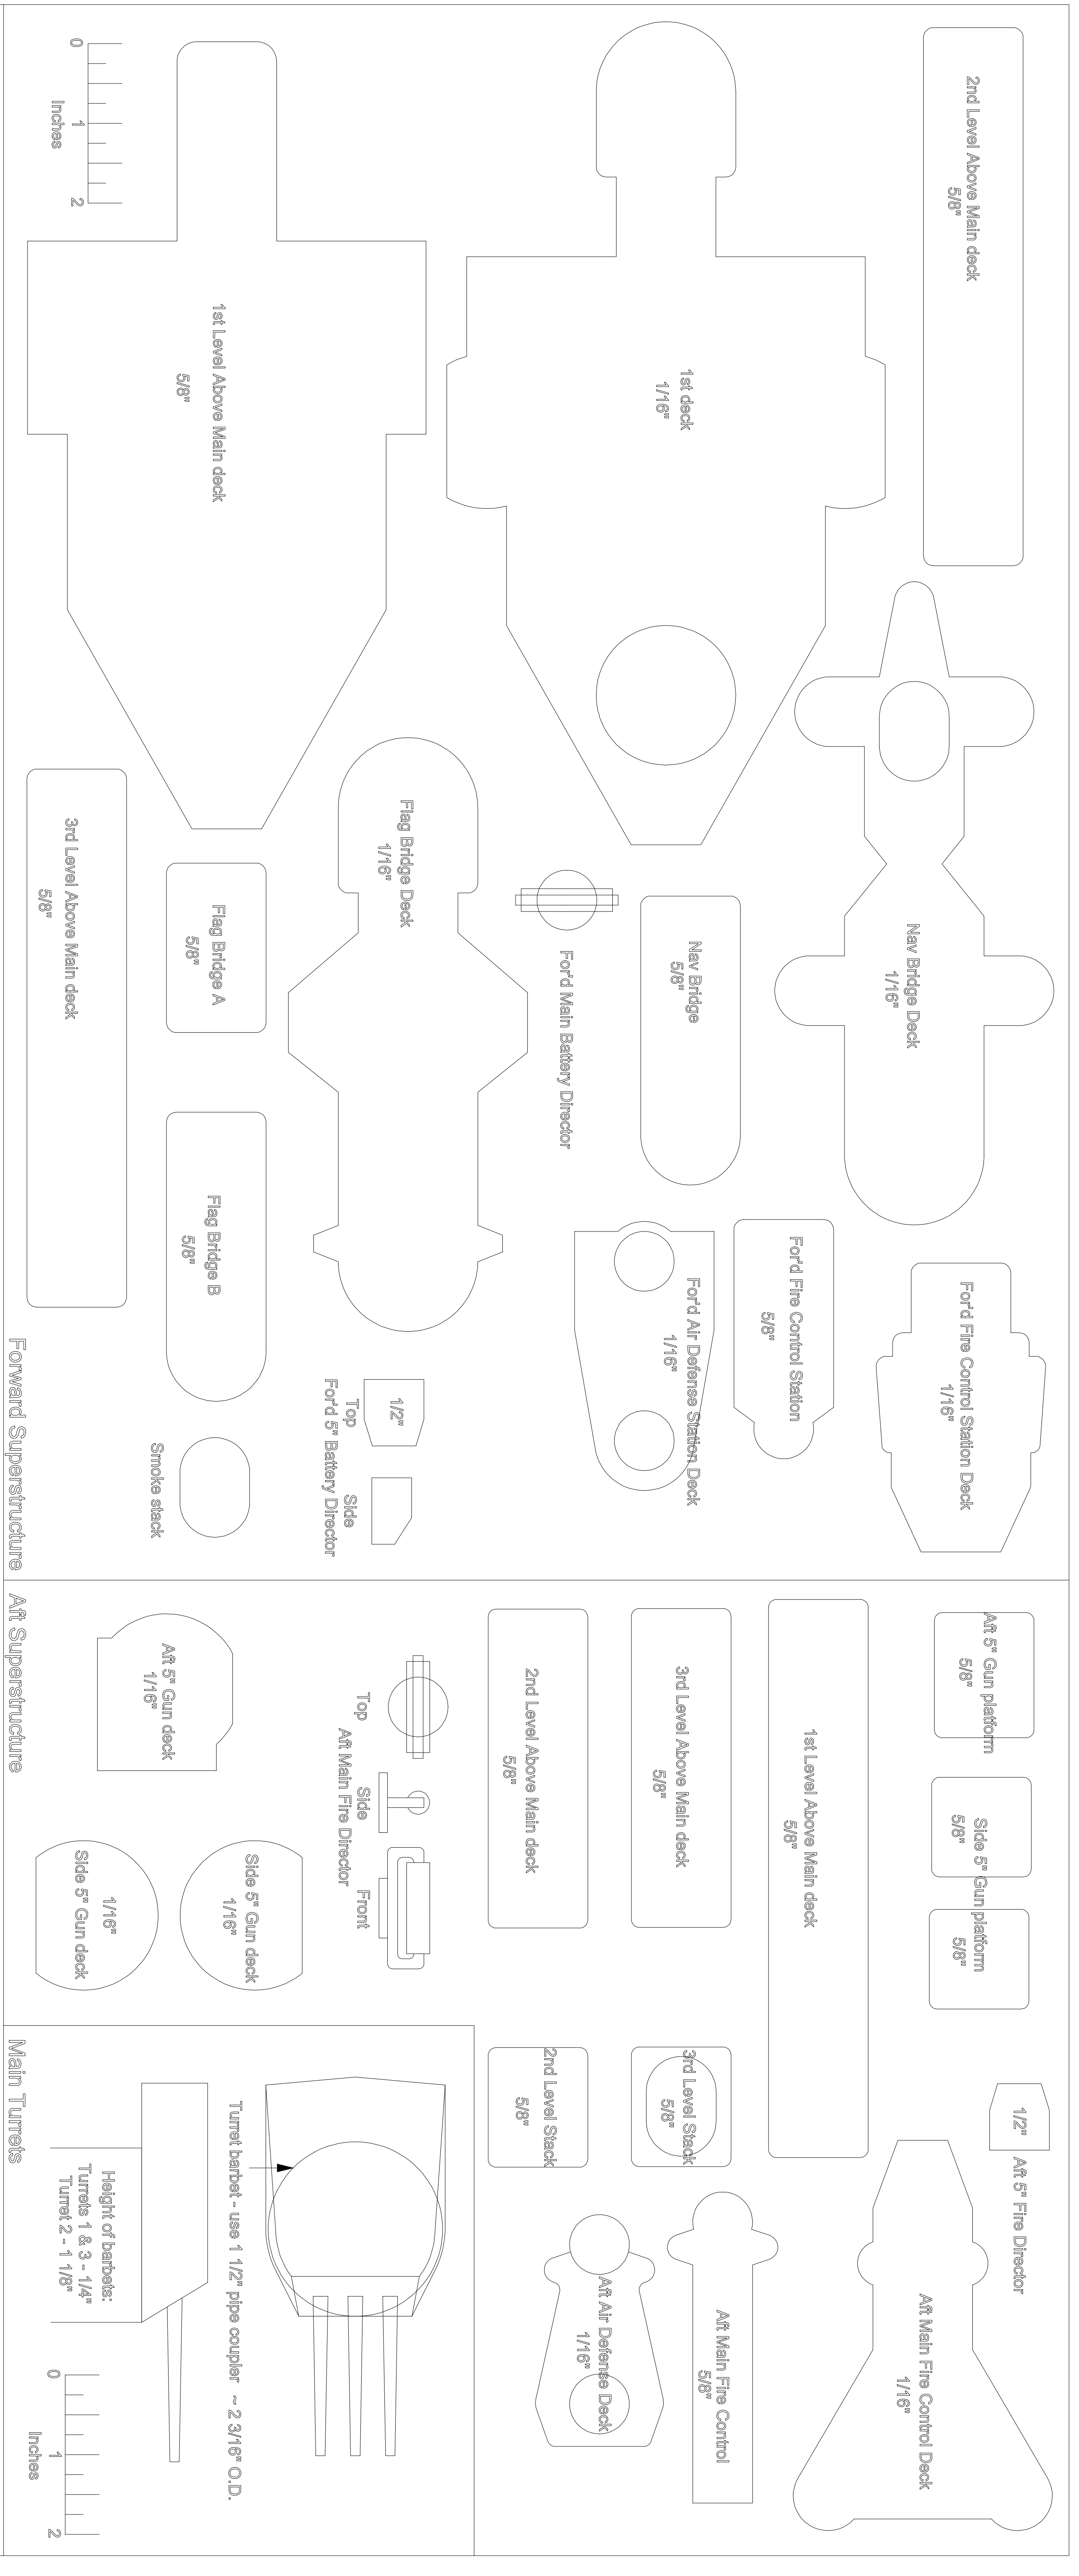 2nd Level Above Main deck
5/8"
1st deck
1/16"
1st Level Above Main deck
5/8"
0
1
2
Inches
Nav Bridge Deck
1/16"
Nav Bridge
5/8"
Ford Main Battery Director
Flag Bridge Deck
1/16"
Flag Bridge A
5/8"
Flag Bridge B
5/8"
3rd Level Above Main deck
5/8"
Ford Fire Control Station Deck
1/16"
Ford Fire Control Station
5/8"
Ford Air Defense Station Deck
1/16"
1/2"
Top
Side
Ford 5" Battery Director
Smoke stack
Forward Superstructure
Aft 5" Gun platform
5/8"
Side 5" Gun platform
5/8"
5/8"
1st Level Above Main deck
5/8"
3rd Level Above Main deck
5/8"
2nd Level Above Main deck
5/8"
Top
Side
Front
Aft Main Fire Director
Aft 5" Gun deck
1/16"
Side 5" Gun deck
1/16"
1/16"
Side 5" Gun deck
Aft Superstructure
1/2"
Aft 5" Fire Director
Aft Main Fire Control Deck
1/16"
3rd Level Stack
5/8"
2nd Level Stack
5/8"
Aft Main Fire Control
5/8"
Aft Air Defense Deck
1/16"
Turret barbet - use 1 1/2" pipe coupler ~ 2 3/16" O.D.
Height of barbets:
Turrets 1 & 3 - 1/4"
Turret 2 - 1 1/8"
0
1
2
Inches
Main Turrets